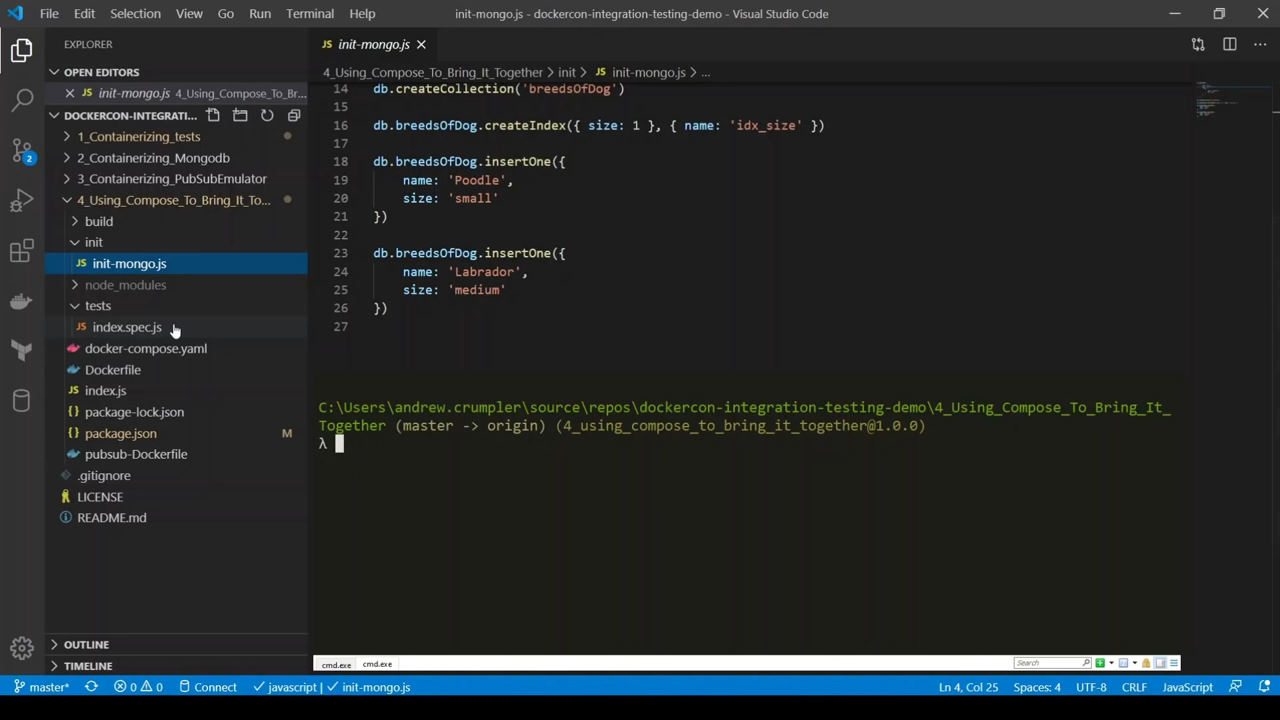 File Edit Selection View Go Run Terminal Help init-mongo.js - dockercon-integration-testing-demo - Visual Studio Code
EXPLORER
OPEN EDITORS
JS init-mongo.js 4_Using_Compose_To_Br...
DOCKERCON-INTEGRATI...
1_Containerizing_tests
2_Containerizing_Mongodb
3_Containerizing_PubSubEmulator
4_Using_Compose_To_Bring_It_To...
build
init
JS init-mongo.js
node_modules
tests
JS index.spec.js
docker-compose.yaml
Dockerfile
JS index.js
{} package-lock.json
{} package.json M
pubsub-Dockerfile
.gitignore
LICENSE
README.md
OUTLINE
TIMELINE
2
JS init-mongo.js
4_Using_Compose_To_Bring_It_Together > init > JS init-mongo.js > ...
14 db.createCollection('breedsOfDog')
15
16 db.breedsOfDog.createIndex({ size: 1 }, { name: 'idx_size' })
17
18 db.breedsOfDog.insertOne({
19 name: 'Poodle',
20 size: 'small'
21 })
22
23 db.breedsOfDog.insertOne({
24 name: 'Labrador',
25 size: 'medium'
26 })
27
C:\Users\andrew.crumpler\source\repos\dockercon-integration-testing-demo\4_Using_Compose_To_Bring_It_
Together (master -> origin) (4_using_compose_to_bring_it_together@1.0.0)
λ
cmd.exe cmd.exe Search
master* 0 0 Connect javascript | init-mongo.js Ln 4, Col 25 Spaces: 4 UTF-8 CRLF JavaScript